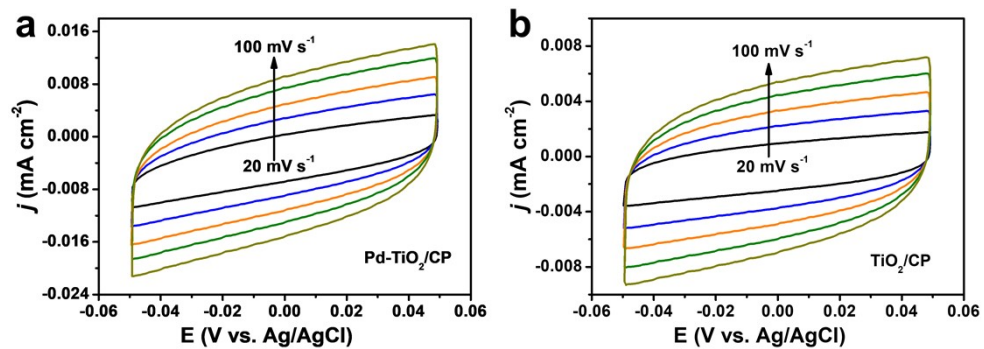 a
0.016
0.008
0.000
-0.008
-0.016
-0.024
j (mA cm-2)
100 mV s-1
20 mV s-1
Pd-TiO2/CP
-0.06 -0.04 -0.02 0.00 0.02 0.04 0.06
E (V vs. Ag/AgCl)
b
0.008
0.004
0.000
-0.004
-0.008
j (mA cm-2)
100 mV s-1
20 mV s-1
TiO2/CP
-0.06 -0.04 -0.02 0.00 0.02 0.04 0.06
E (V vs. Ag/AgCl)